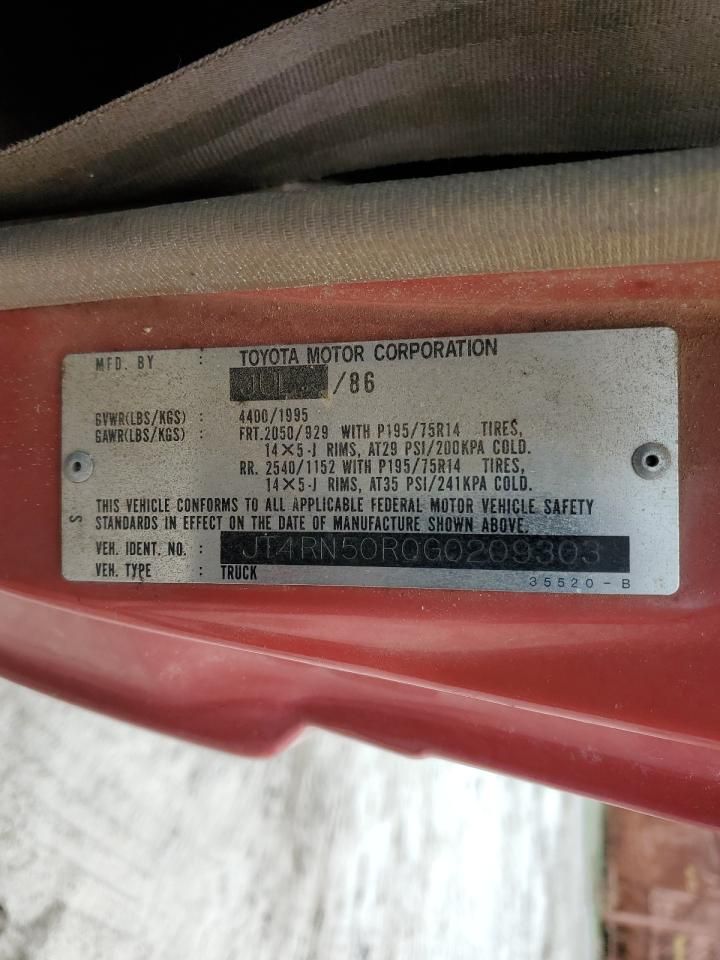 MFD. BY : TOYOTA MOTOR CORPORATION
/86
GVWR(LBS/KGS) : 4400/1995
GAWR(LBS/KGS) : FRT.2050/929 WITH P195/75R14 TIRES,
14×5-J RIMS, AT29 PSI/200KPA COLD.
RR. 2540/1152 WITH P195/75R14 TIRES,
14×5-J RIMS, AT35 PSI/241KPA COLD.
THIS VEHICLE CONFORMS TO ALL APPLICABLE FEDERAL MOTOR VEHICLE SAFETY
S STANDARDS IN EFFECT ON THE DATE OF MANUFACTURE SHOWN ABOVE.
VEH. IDENT. NO. : JT4RN50R0G0209303
VEH. TYPE : TRUCK
35520-B